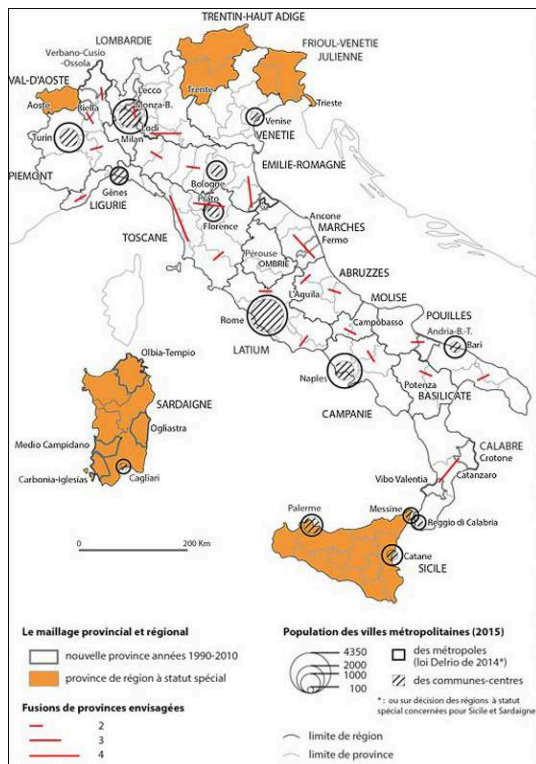 TRENTIN-HAUT ADIGE
LOMBARDIE
FRIOUL-VENETIE
JULIENNE
Verbano-Cusio
-Ossola
VAL-D'AOSTE
Lecco
Aoste
Biella
Monza-B.
Trente
Trieste
Lodi
Venise
Turin
Milan
VENETIE
PIEMONT
EMILIE-ROMAGNE
Gênes
Bologne
LIGURIE
Prato
Florence
Ancone
MARCHES
Fermo
TOSCANE
Pérouse
OMBRIE
ABRUZZES
L'Aquila
MOLISE
Rome
Campobasso
POUILLES
Andria-B.-T.
Bari
LATIUM
Naples
Potenza
BASILICATE
Olbia-Tempio
CAMPANIE
SARDAIGNE
Ogliastra
CALABRE
Crotone
Medio Campidano
Vibo Valentia
Catanzaro
Carbonia-Iglesias
Cagliari
Messine
Palerme
Reggio di Calabria
0
200 Km
Catane
SICILE
Le maillage provincial et régional
nouvelle province années 1990-2010
province de région à statut spécial
Fusions de provinces envisagées
2
3
4
Population des villes métropolitaines (2015)
4350
2000
1000
100
des métropoles
(loi Delrio de 2014*)
des communes-centres
* : ou sur décision des régions à statut
spécial concernées pour Sicile et Sardaigne
limite de région
limite de province